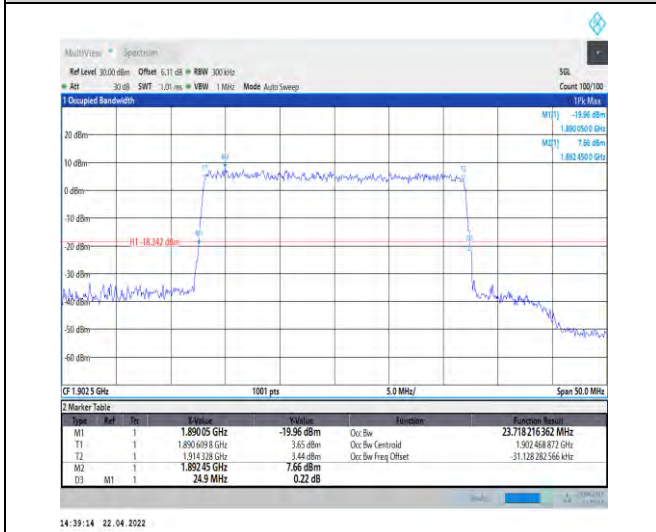 MultiView Spectrum
Ref Level 30.00 dBm Offset 6.11 dB RBW 300 kHz SGL
Att 30 dB SWT 1.01 ms VBW 1 MHz Mode Auto Sweep Count 100/100
1 Occupied Bandwidth 1Pk Max
M1[1] -19.96 dBm
1.890 050 0 GHz
M2[1] 7.66 dBm
1.892 450 0 GHz
20 dBm
10 dBm
0 dBm
-10 dBm
H1 -18.342 dBm
-20 dBm
-30 dBm
-40 dBm
-50 dBm
-60 dBm
CF 1.902 5 GHz 1001 pts 5.0 MHz/ Span 50.0 MHz
2 Marker Table
Type Ref Trc X-Value Y-Value Function Function Result
M1 1 1.890 05 GHz -19.96 dBm Occ Bw 23.718 216 362 MHz
T1 1 1.890 609 8 GHz 3.65 dBm Occ Bw Centroid 1.902 468 872 GHz
T2 1 1.914 328 GHz 3.44 dBm Occ Bw Freq Offset -31.128 282 566 kHz
M2 1 1.892 45 GHz 7.66 dBm
D3 M1 1 24.9 MHz 0.22 dB
14:39:14 22.04.2022